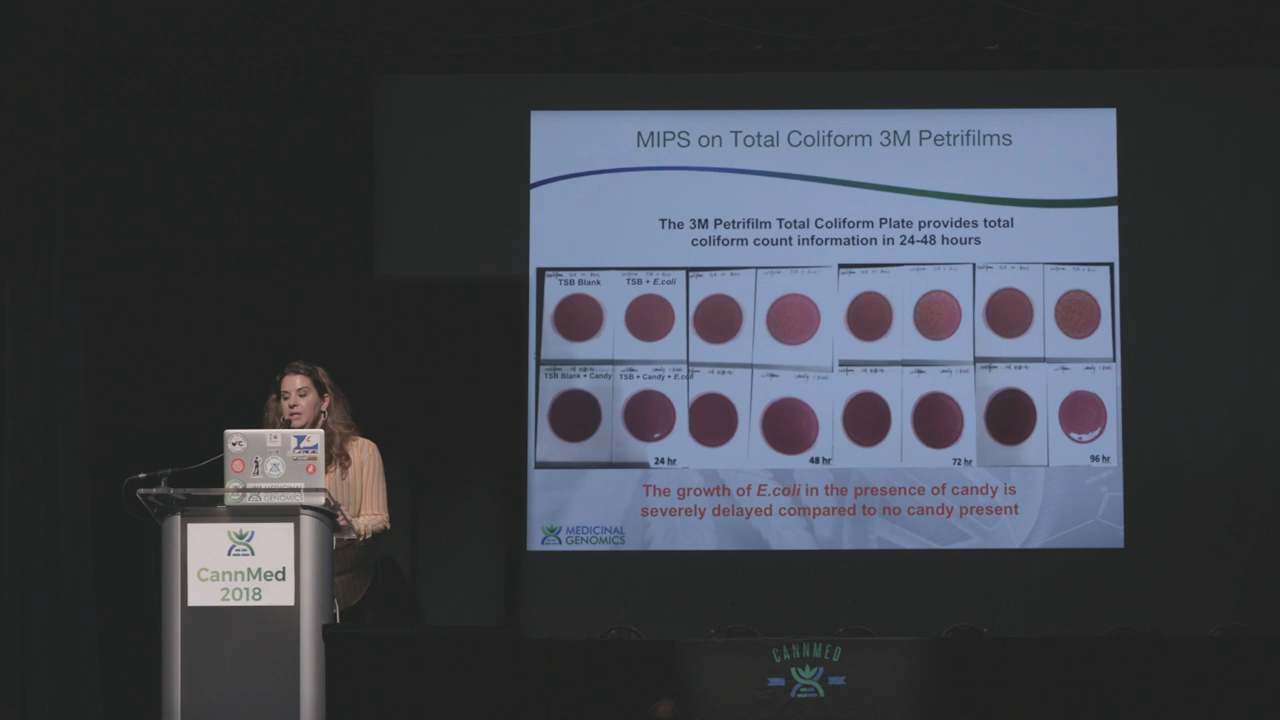 MIPS on Total Coliform 3M Petrifilms
The 3M Petrifilm Total Coliform Plate provides total
coliform count information in 24-48 hours
TSB Blank
TSB + E.coli
TSB Blank + Candy
TSB + Candy + E.coli
24 hr
48 hr
72 hr
96 hr
The growth of E.coli in the presence of candy is
severely delayed compared to no candy present
MEDICINAL
GENOMICS
MEDICINAL
GENOMICS
CannMed
2018
CANNMED